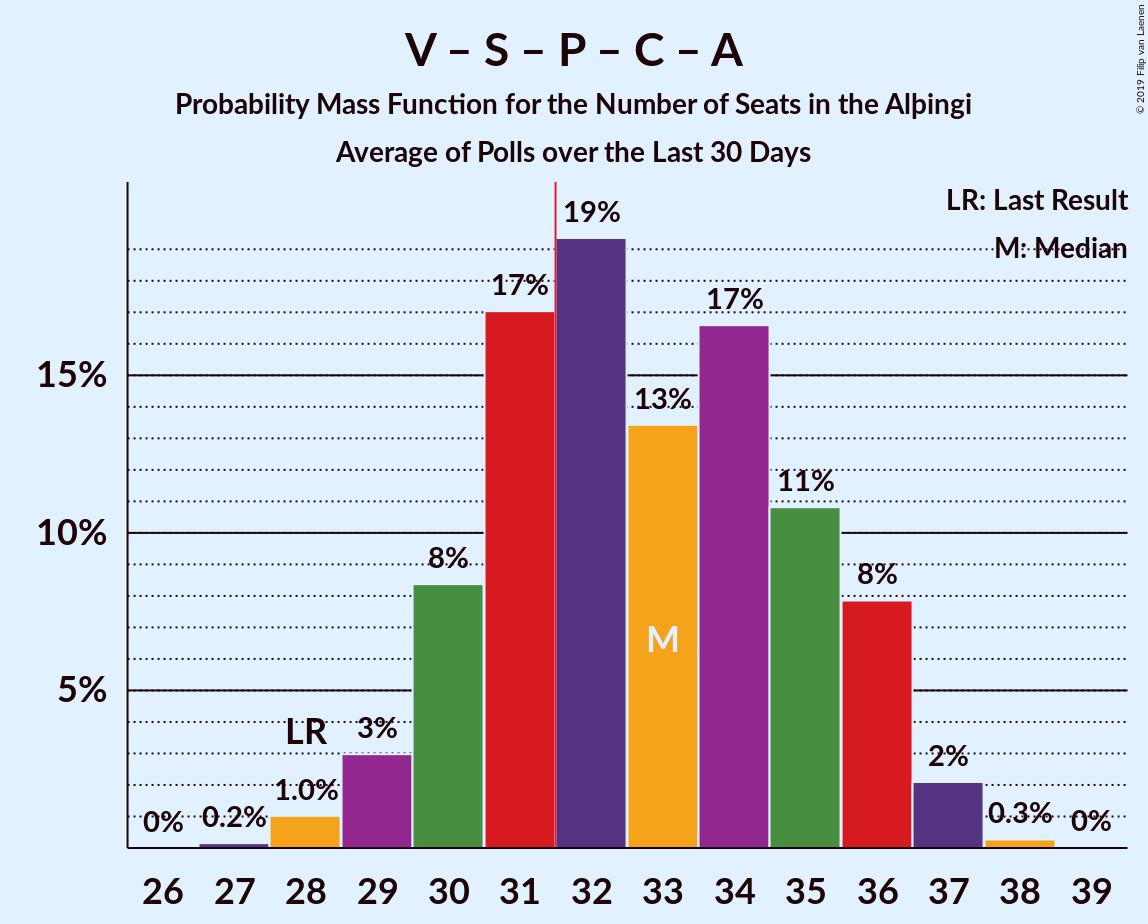 V – S – P – C – A
Probability Mass Function for the Number of Seats in the Alþingi
Average of Polls over the Last 30 Days
© 2019 Filip van Laenen
LR: Last Result
M: Median
19%
17%
17%
15%
13%
11%
10%
8%
8%
M
5%
LR
3%
2%
1.0%
0%
0.2%
0.3%
0%
26 27 28 29 30 31 32 33 34 35 36 37 38 39